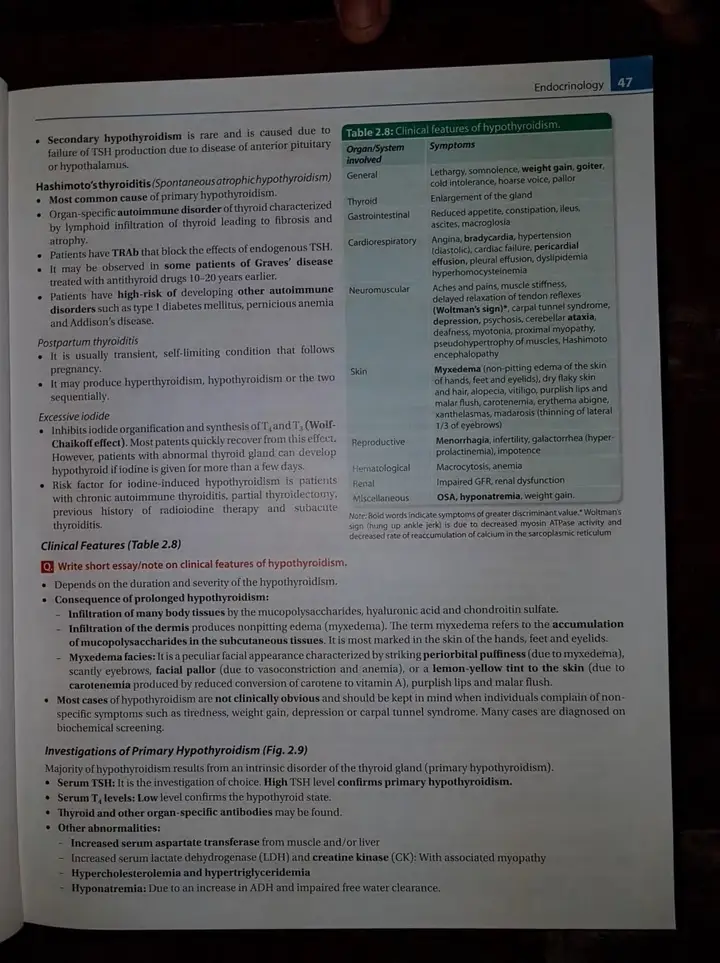 Endocrinology 47
• Secondary hypothyroidism is rare and is caused due to
failure of TSH production due to disease of anterior pituitary
or hypothalamus.
Hashimoto's thyroiditis (Spontaneous atrophic hypothyroidism)
• Most common cause of primary hypothyroidism.
• Organ-specific autoimmune disorder of thyroid characterized
by lymphoid infiltration of thyroid leading to fibrosis and
atrophy.
• Patients have TRAb that block the effects of endogenous TSH.
• It may be observed in some patients of Graves' disease
treated with antithyroid drugs 10–20 years earlier.
• Patients have high-risk of developing other autoimmune
disorders such as type 1 diabetes mellitus, pernicious anemia
and Addison's disease.
Postpartum thyroiditis
• It is usually transient, self-limiting condition that follows
pregnancy.
• It may produce hyperthyroidism, hypothyroidism or the two
sequentially.
Excessive iodide
• Inhibits iodide organification and synthesis of T4 and T3 (Wolf-
Chaikoff effect). Most patents quickly recover from this effect.
However, patients with abnormal thyroid gland can develop
hypothyroid if iodine is given for more than a few days.
• Risk factor for iodine-induced hypothyroidism is patients
with chronic autoimmune thyroiditis, partial thyroidectomy,
previous history of radioiodine therapy and subacute
thyroiditis.
Table 2.8: Clinical features of hypothyroidism.
Organ/System Symptoms
involved
General Lethargy, somnolence, weight gain, goiter,
cold intolerance, hoarse voice, pallor
Thyroid Enlargement of the gland
Gastrointestinal Reduced appetite, constipation, ileus,
ascites, macroglosia
Cardiorespiratory Angina, bradycardia, hypertension
(diastolic), cardiac failure, pericardial
effusion, pleural effusion, dyslipidemia
hyperhomocysteinemia
Neuromuscular Aches and pains, muscle stiffness,
delayed relaxation of tendon reflexes
(Woltman's sign)*, carpal tunnel syndrome,
depression, psychosis, cerebellar ataxia,
deafness, myotonia, proximal myopathy,
pseudohypertrophy of muscles, Hashimoto
encephalopathy
Skin Myxedema (non-pitting edema of the skin
of hands, feet and eyelids), dry flaky skin
and hair, alopecia, vitiligo, purplish lips and
malar flush, carotenemia, erythema abigne,
xanthelasmas, madarosis (thinning of lateral
1/3 of eyebrows)
Reproductive Menorrhagia, infertility, galactorrhea (hyper-
prolactinemia), impotence
Hematological Macrocytosis, anemia
Renal Impaired GFR, renal dysfunction
Miscellaneous OSA, hyponatremia, weight gain.
Note: Bold words indicate symptoms of greater discriminant value.* Woltman's
sign (hung up ankle jerk) is due to decreased myosin ATPase activity and
decreased rate of reaccumulation of calcium in the sarcoplasmic reticulum
Clinical Features (Table 2.8)
Q. Write short essay/note on clinical features of hypothyroidism.
• Depends on the duration and severity of the hypothyroidism.
• Consequence of prolonged hypothyroidism:
– Infiltration of many body tissues by the mucopolysaccharides, hyaluronic acid and chondroitin sulfate.
– Infiltration of the dermis produces nonpitting edema (myxedema). The term myxedema refers to the accumulation
of mucopolysaccharides in the subcutaneous tissues. It is most marked in the skin of the hands, feet and eyelids.
– Myxedema facies: It is a peculiar facial appearance characterized by striking periorbital puffiness (due to myxedema),
scantly eyebrows, facial pallor (due to vasoconstriction and anemia), or a lemon-yellow tint to the skin (due to
carotenemia produced by reduced conversion of carotene to vitamin A), purplish lips and malar flush.
• Most cases of hypothyroidism are not clinically obvious and should be kept in mind when individuals complain of non-
specific symptoms such as tiredness, weight gain, depression or carpal tunnel syndrome. Many cases are diagnosed on
biochemical screening.
Investigations of Primary Hypothyroidism (Fig. 2.9)
Majority of hypothyroidism results from an intrinsic disorder of the thyroid gland (primary hypothyroidism).
• Serum TSH: It is the investigation of choice. High TSH level confirms primary hypothyroidism.
• Serum T4 levels: Low level confirms the hypothyroid state.
• Thyroid and other organ-specific antibodies may be found.
• Other abnormalities:
– Increased serum aspartate transferase from muscle and/or liver
– Increased serum lactate dehydrogenase (LDH) and creatine kinase (CK): With associated myopathy
– Hypercholesterolemia and hypertriglyceridemia
– Hyponatremia: Due to an increase in ADH and impaired free water clearance.